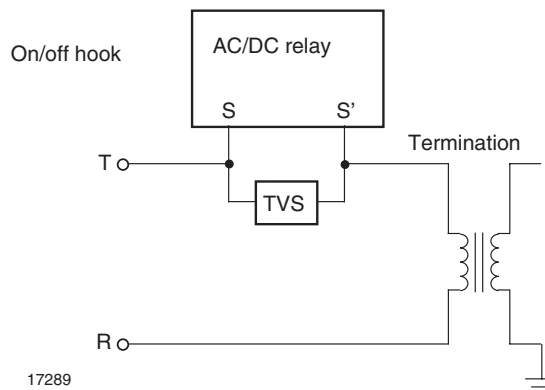 On/off hook
AC/DC relay
S S’
Termination
T
TVS
R
17289